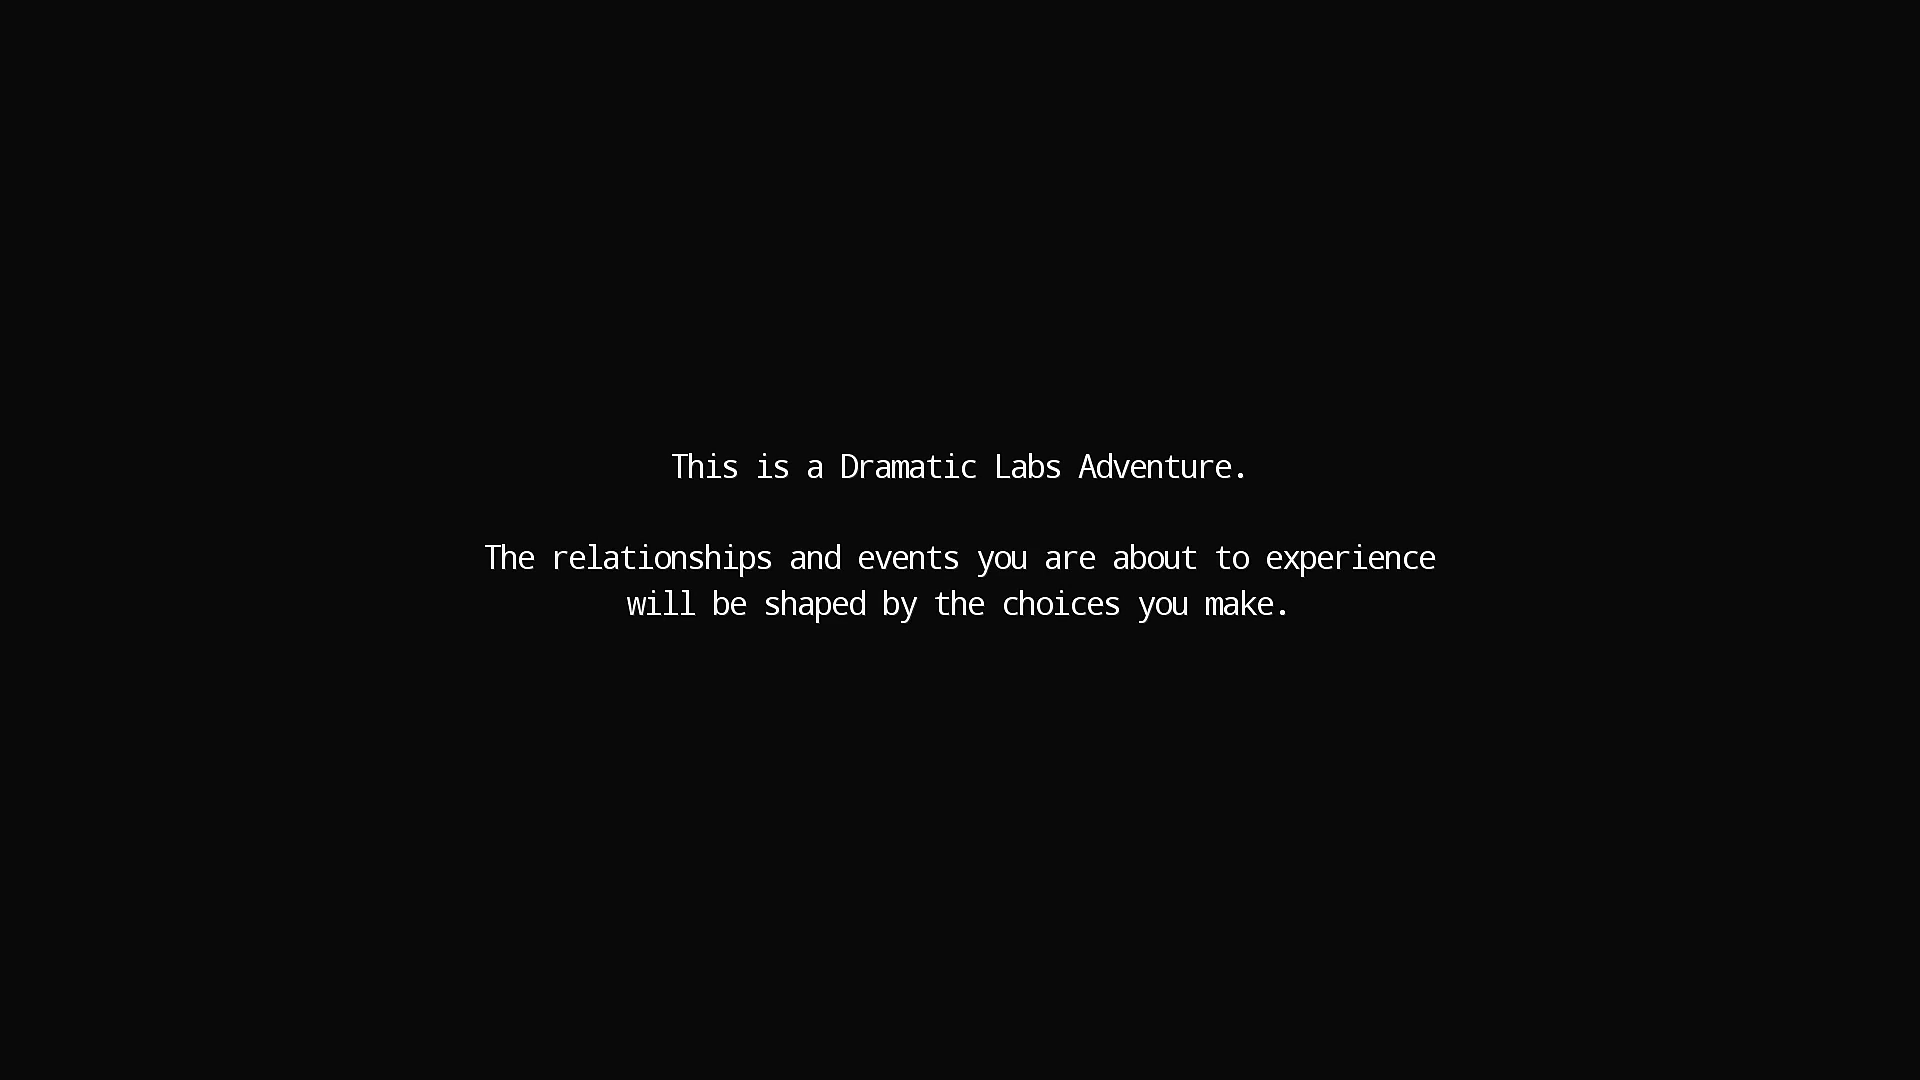 This is a Dramatic Labs Adventure.
The relationships and events you are about to experience
will be shaped by the choices you make.